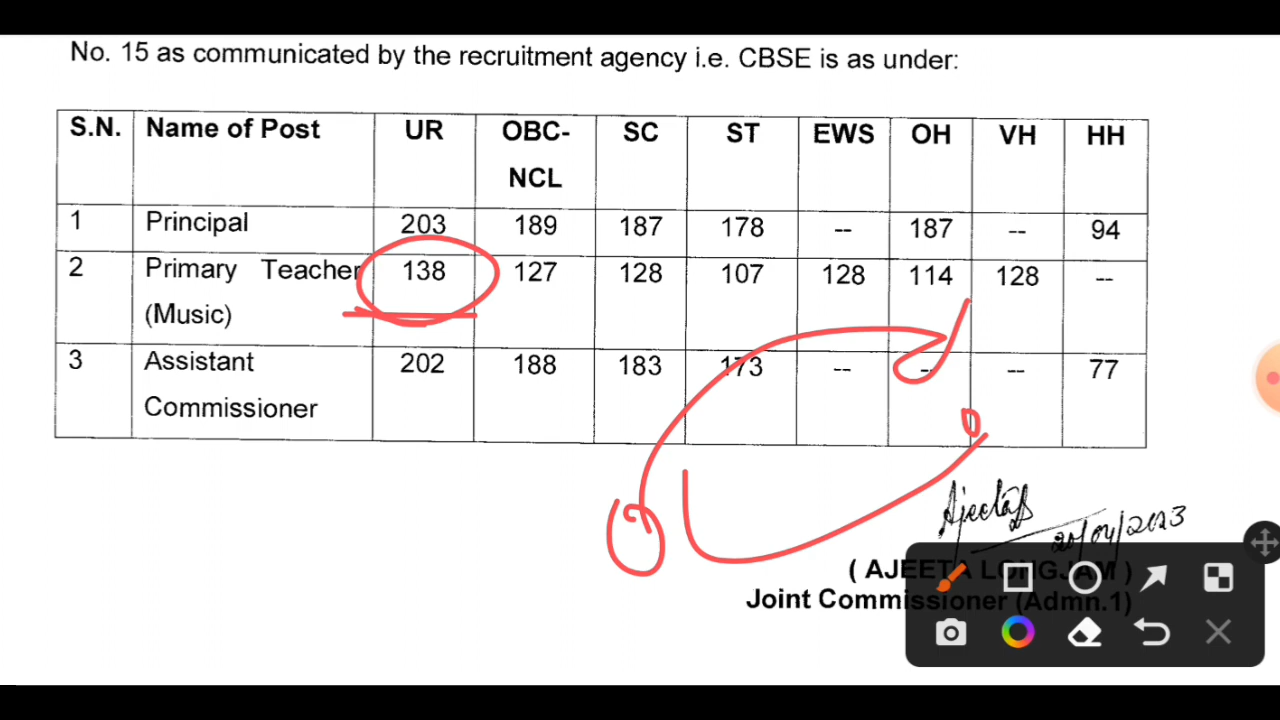 No. 15 as communicated by the recruitment agency i.e. CBSE is as under:
S.N. Name of Post UR OBC-NCL SC ST EWS OH VH HH
1 Principal 203 189 187 178 -- 187 -- 94
2 Primary Teacher (Music) 138 127 128 107 128 114 128 --
3 Assistant Commissioner 202 188 183 173 -- -- -- 77
20/04/2023
( AJEETA LONGJAM )
Joint Commissioner (Admn.1)